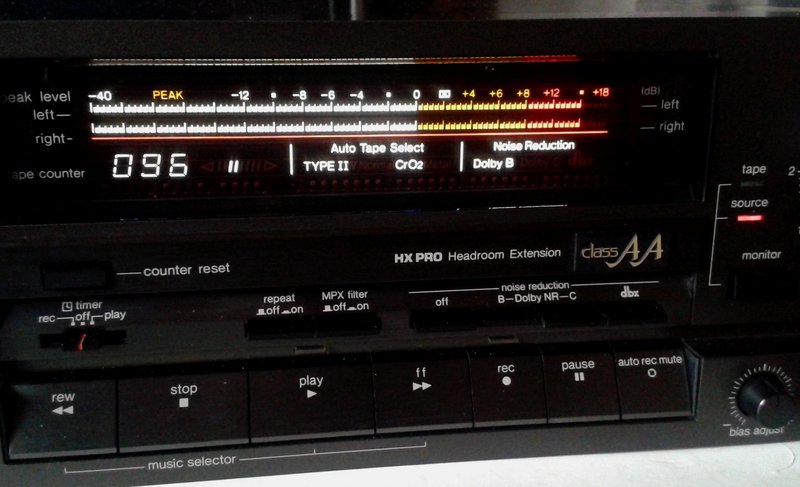 -40 PEAK -12 -8 -6 -4 0 +4 +6 +8 +12 +18 (dB)
peak level
left
left
right
right
Auto Tape Select
Noise Reduction
tape counter
096
TYPE II
CrO2
Dolby B
tape
2
source
monitor
HX PRO Headroom Extension
class AA
counter reset
timer
rec off play
repeat
off on
MPX filter
off on
noise reduction
off
B-Dolby NR-C
dbx
rew
stop
play
ff
rec
pause
auto rec mute
music selector
bias adjust